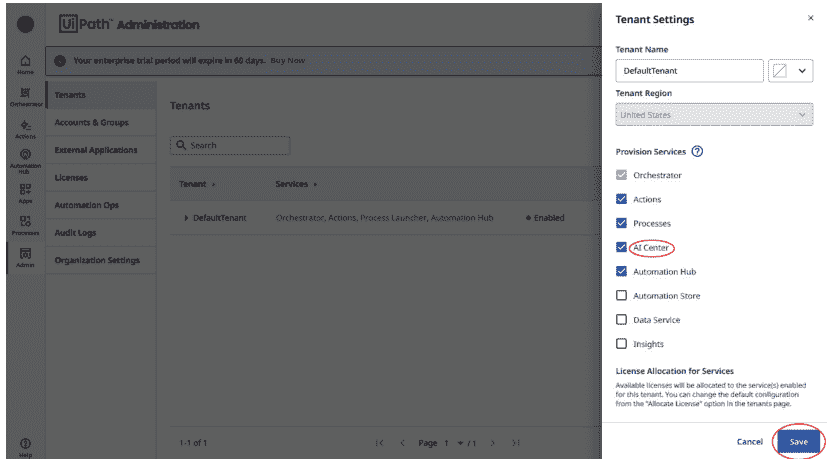 UiPath Administration
Your enterprise trial period will expire in 60 days. Buy Now
Home
Orchestrator
Actions
Automation
Hub
Apps
Processes
Admin
Help
Tenants
Accounts & Groups
External Applications
Licenses
Automation Ops
Audit Logs
Organization Settings
Tenants
Search
Tenant Services
DefaultTenant Orchestrator, Actions, Process Launcher, Automation Hub Enabled
1-1 of 1 Page 1 / 1
Tenant Settings
Tenant Name
DefaultTenant
Tenant Region
United States
Provision Services
Orchestrator
Actions
Processes
AI Center
Automation Hub
Automation Store
Data Service
Insights
License Allocation for Services
Available licenses will be allocated to the service(s) enabled
for this tenant. You can change the default configuration
from the "Allocate License" option in the tenants page.
Cancel Save